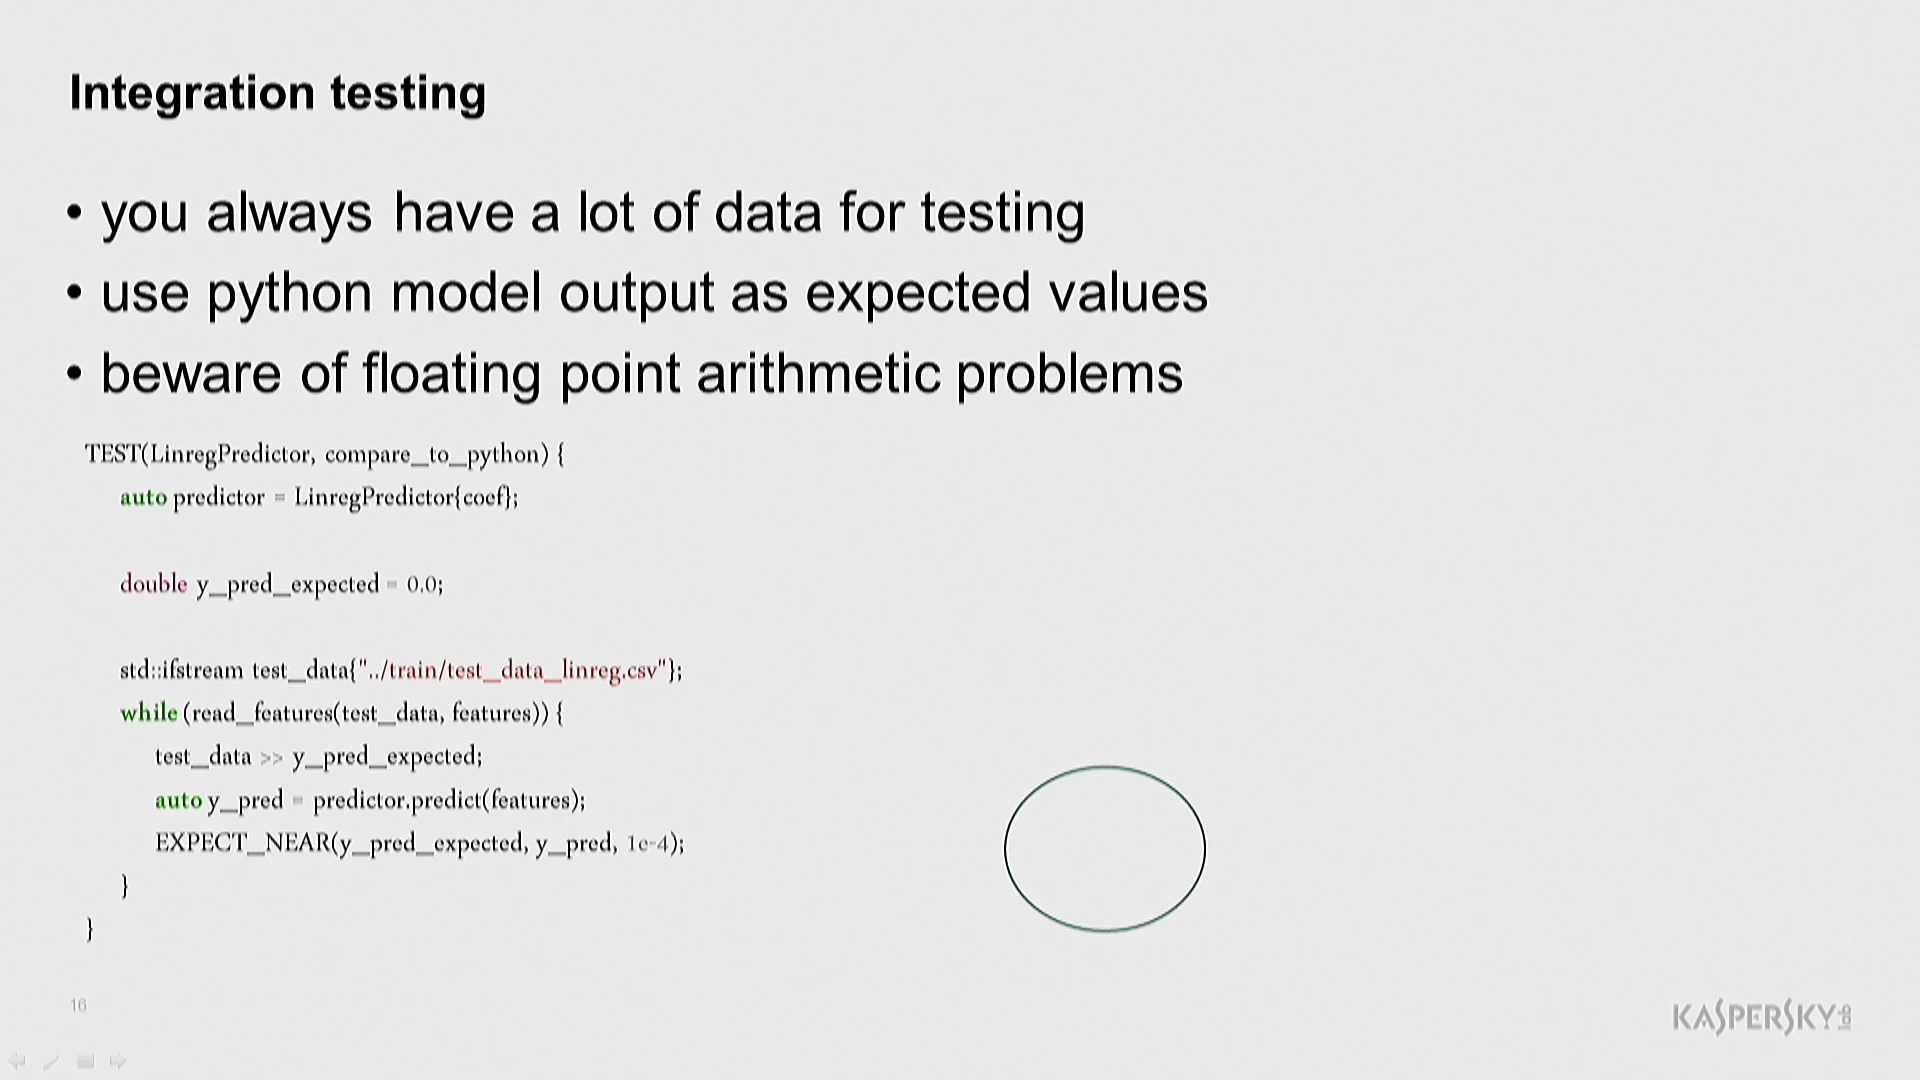 Integration testing
• you always have a lot of data for testing
• use python model output as expected values
• beware of floating point arithmetic problems
TEST(LinregPredictor, compare_to_python) {
auto predictor = LinregPredictor{coef};
double y_pred_expected = 0.0;
std::ifstream test_data{"../train/test_data_linreg.csv"};
while (read_features(test_data, features)) {
test_data >> y_pred_expected;
auto y_pred = predictor.predict(features);
EXPECT_NEAR(y_pred_expected, y_pred, 1e-4);
}
}
16
KASPERSKY lab